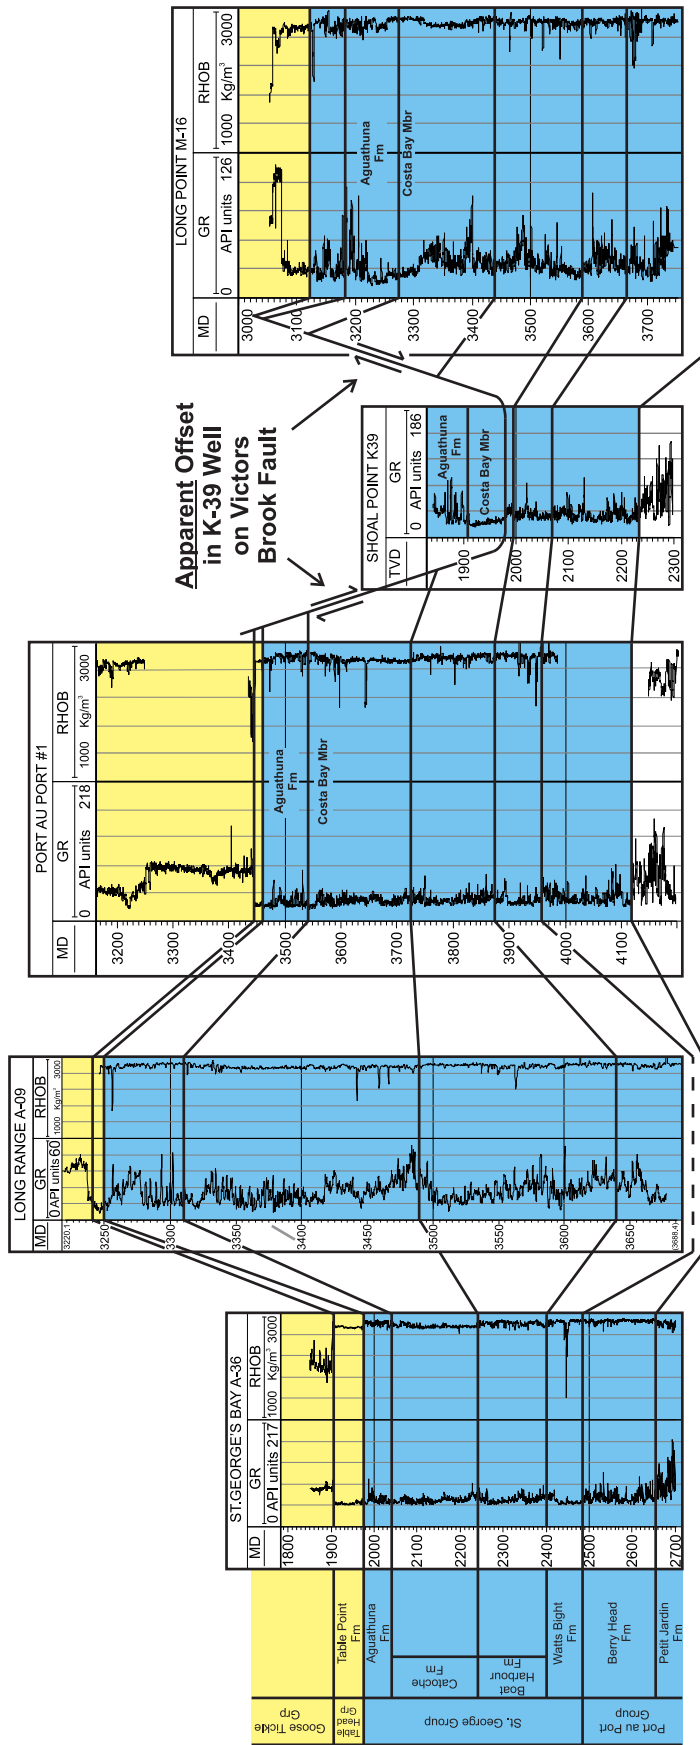 LONG POINT M-16
MD
GR
0 API units 126
RHOB
1000 Kg/m³ 3000
3000
3100
3200
3300
3400
3500
3600
3700
Aguathuna
Fm
Costa Bay Mbr
Apparent Offset
in K-39 Well
on Victors
Brook Fault
SHOAL POINT K39
TVD
GR
0 API units 186
1900
2000
2100
2200
2300
Aguathuna
Fm
Costa Bay Mbr
PORT AU PORT #1
MD
GR
0 API units 218
RHOB
1000 Kg/m³ 3000
3200
3300
3400
3500
3600
3700
3800
3900
4000
4100
Aguathuna
Fm
Costa Bay Mbr
LONG RANGE A-09
MD
GR
0 API units 60
RHOB
1000 Kg/m³ 3000
3220.1
3250
3300
3350
3400
3450
3500
3550
3600
3650
(3688.4)
ST.GEORGE'S BAY A-36
MD
GR
0 API units 217
RHOB
1000 Kg/m³ 3000
1800
1900
2000
2100
2200
2300
2400
2500
2600
2700
Table Point
Fm
Aguathuna
Fm
Catoche
Fm
Boat
Harbour
Fm
Watts Bight
Fm
Berry Head
Fm
Petit Jardin
Fm
Goose Tickle
Grp
Table
Head
Grp
St. George Group
Port au Port
Group